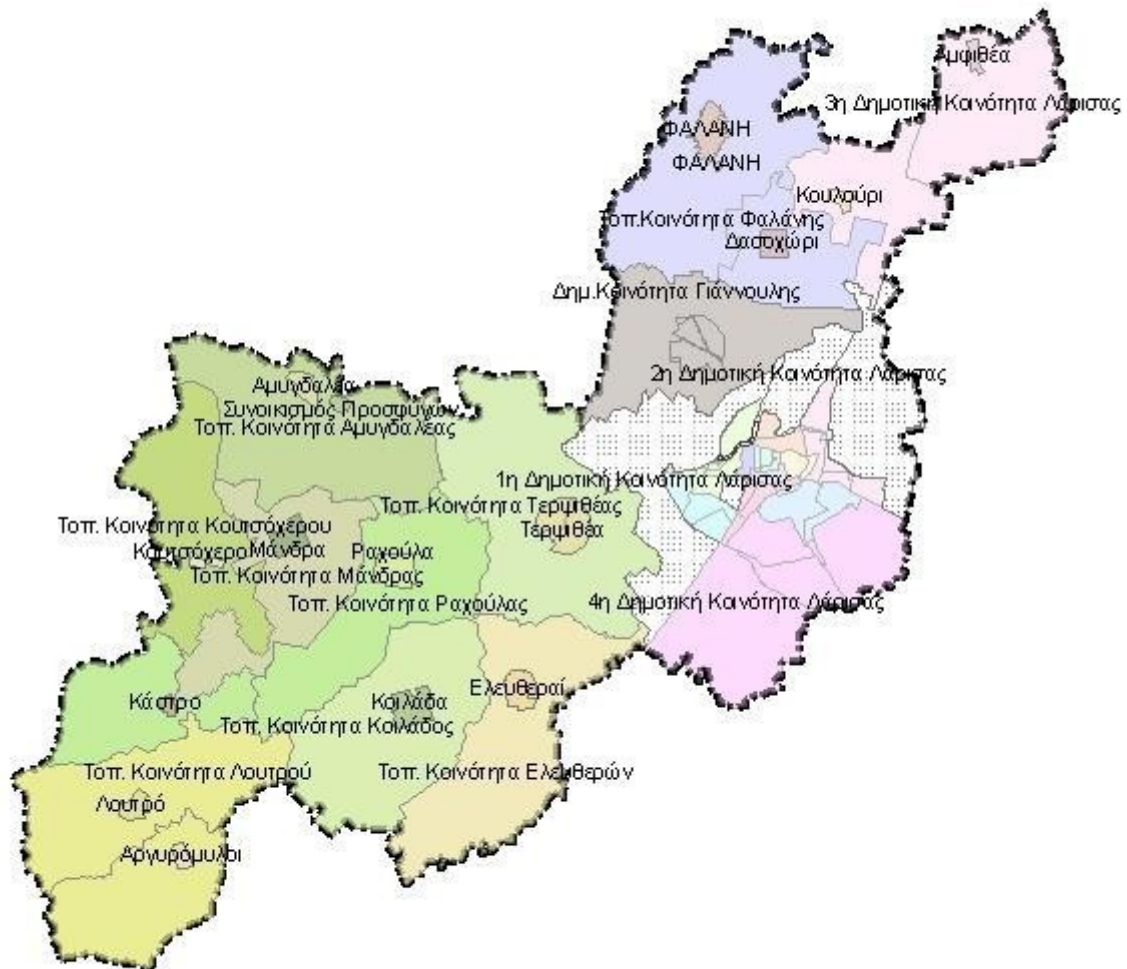 Αμφιθέα
3η Δημοτική Κοινότητα Λάρισας
ΦΑΛΑΝΗ
ΦΑΛΑΝΗ
Κουλούρι
Τοπ.Κοινότητα Φαλάνης
Δασοχώρι
Δημ.Κοινότητα Γιάννουλης
2η Δημοτική Κοινότητα Λάρισας
Αμυγδαλέα
Συνοικισμός Προσφύγων
Τοπ. Κοινότητα Αμυγδαλέας
1η Δημοτική Κοινότητα Λάρισας
Τοπ. Κοινότητα Τερψιθέας
Τερψιθέα
Τοπ. Κοινότητα Κουτσόχερου
Κουτσόχερο
Μάνδρα
Ραχούλα
Τοπ. Κοινότητα Μάνδρας
Τοπ. Κοινότητα Ραχούλας
4η Δημοτική Κοινότητα Λάρισας
Κάστρο
Κοιλάδα
Ελευθεραί
Τοπ. Κοινότητα Κοιλάδος
Τοπ. Κοινότητα Λουτρού
Τοπ. Κοινότητα Ελευθερών
Λουτρό
Αργυρόμυλοι